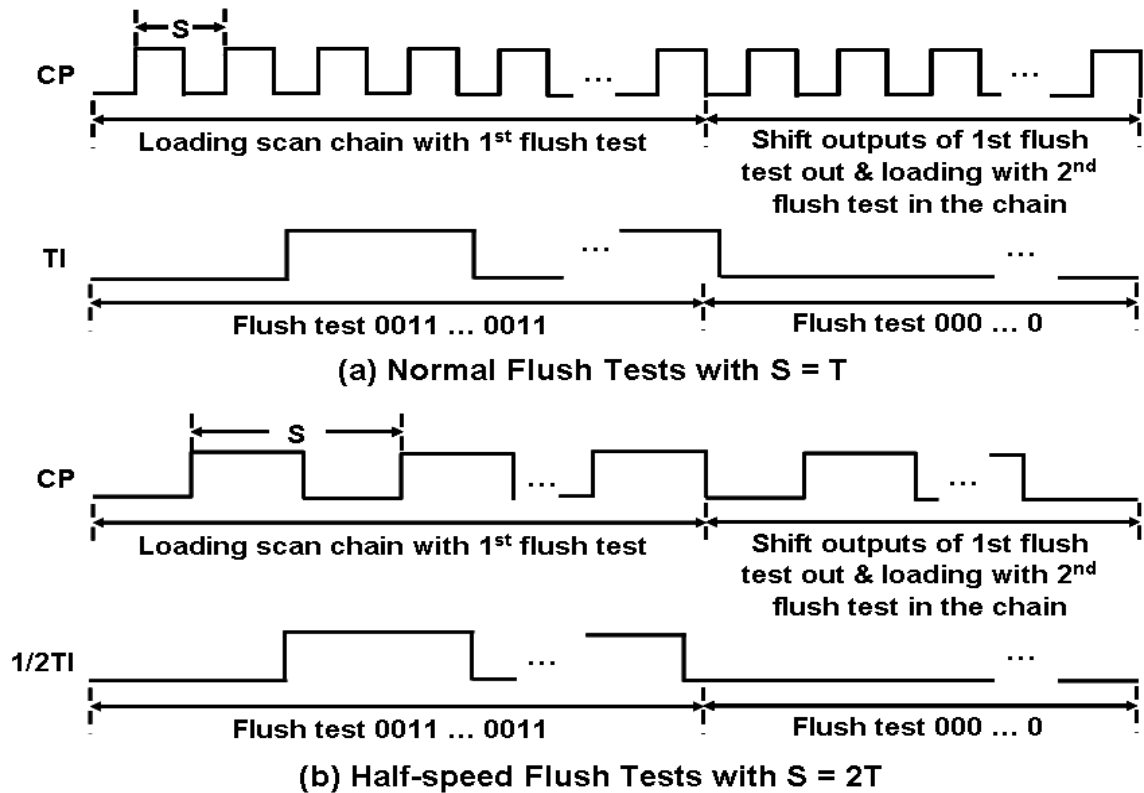 S
CP
...
...
Loading scan chain with 1st flush test
Shift outputs of 1st flush
test out & loading with 2nd
flush test in the chain
TI
...
...
Flush test 0011 ... 0011
Flush test 000 ... 0
(a) Normal Flush Tests with S = T
S
CP
...
...
Loading scan chain with 1st flush test
Shift outputs of 1st flush
test out & loading with 2nd
flush test in the chain
1/2TI
...
...
Flush test 0011 ... 0011
Flush test 000 ... 0
(b) Half-speed Flush Tests with S = 2T